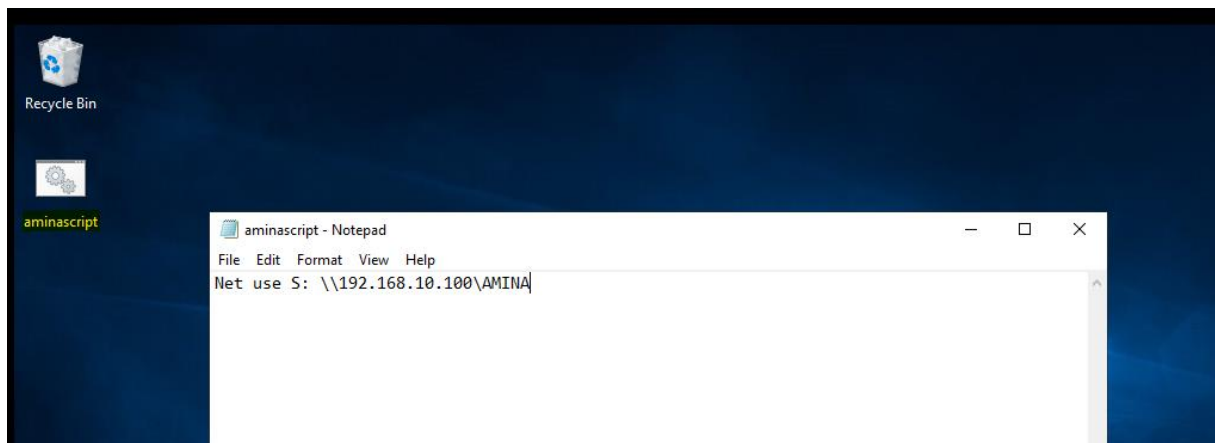 Recycle Bin
aminascript
aminascript - Notepad
File Edit Format View Help
Net use S: \\192.168.10.100\AMINA